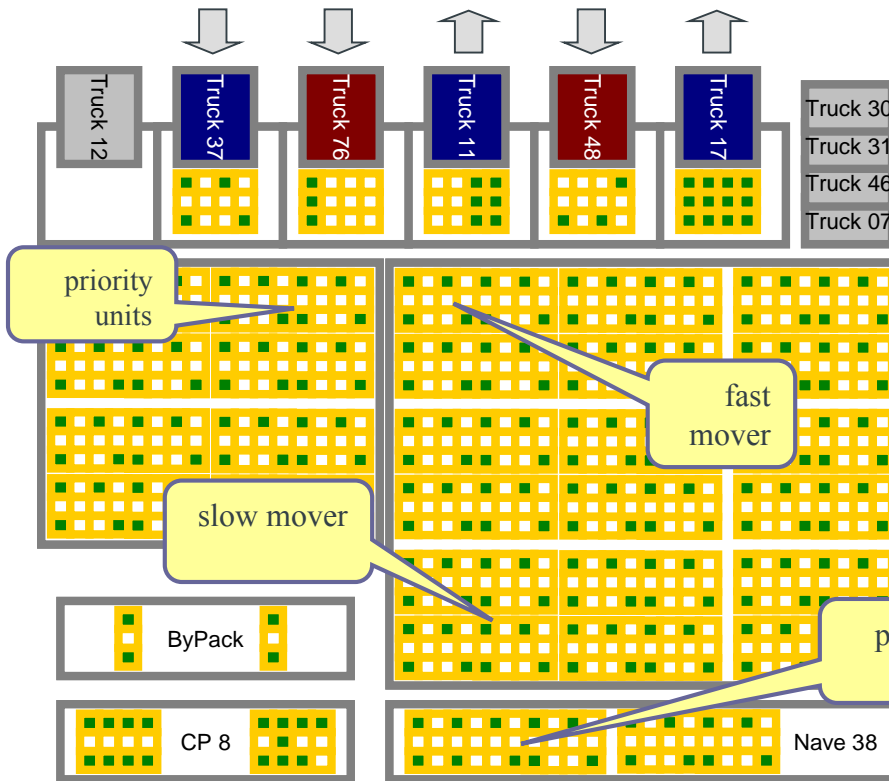 Truck 12
Truck 37
Truck 76
Truck 11
Truck 48
Truck 17
Truck 30
Truck 31
Truck 46
Truck 07
priority
units
fast
mover
slow mover
ByPack
CP 8
Nave 38